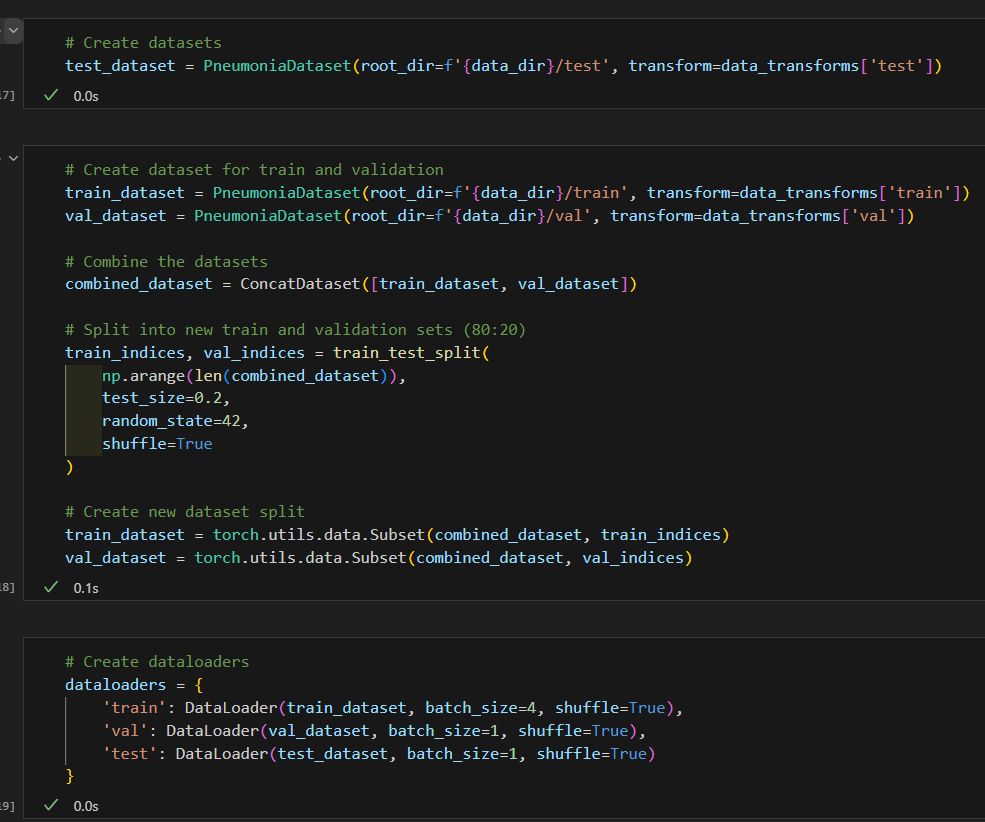 # Create datasets
test_dataset = PneumoniaDataset(root_dir=f'{data_dir}/test', transform=data_transforms['test'])
17]
0.0s
# Create dataset for train and validation
train_dataset = PneumoniaDataset(root_dir=f'{data_dir}/train', transform=data_transforms['train'])
val_dataset = PneumoniaDataset(root_dir=f'{data_dir}/val', transform=data_transforms['val'])
# Combine the datasets
combined_dataset = ConcatDataset([train_dataset, val_dataset])
# Split into new train and validation sets (80:20)
train_indices, val_indices = train_test_split(
np.arange(len(combined_dataset)),
test_size=0.2,
random_state=42,
shuffle=True
)
# Create new dataset split
train_dataset = torch.utils.data.Subset(combined_dataset, train_indices)
val_dataset = torch.utils.data.Subset(combined_dataset, val_indices)
18]
0.1s
# Create dataloaders
dataloaders = {
'train': DataLoader(train_dataset, batch_size=4, shuffle=True),
'val': DataLoader(val_dataset, batch_size=1, shuffle=True),
'test': DataLoader(test_dataset, batch_size=1, shuffle=True)
}
19]
0.0s